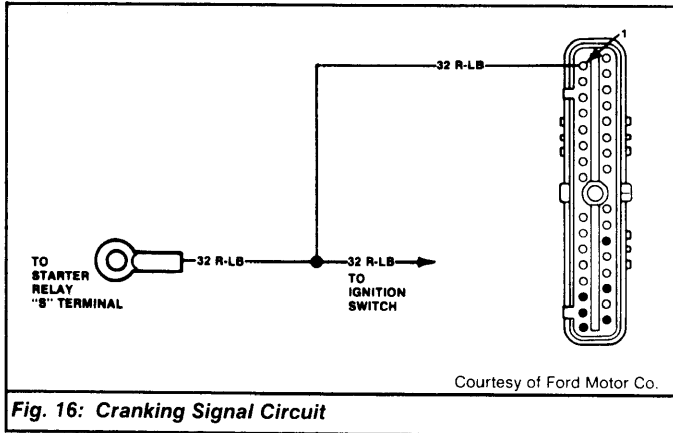 1
32 R-LB
32 R-LB
32 R-LB
TO
STARTER
RELAY
"S" TERMINAL
TO
IGNITION
SWITCH
Courtesy of Ford Motor Co.
Fig. 16: Cranking Signal Circuit